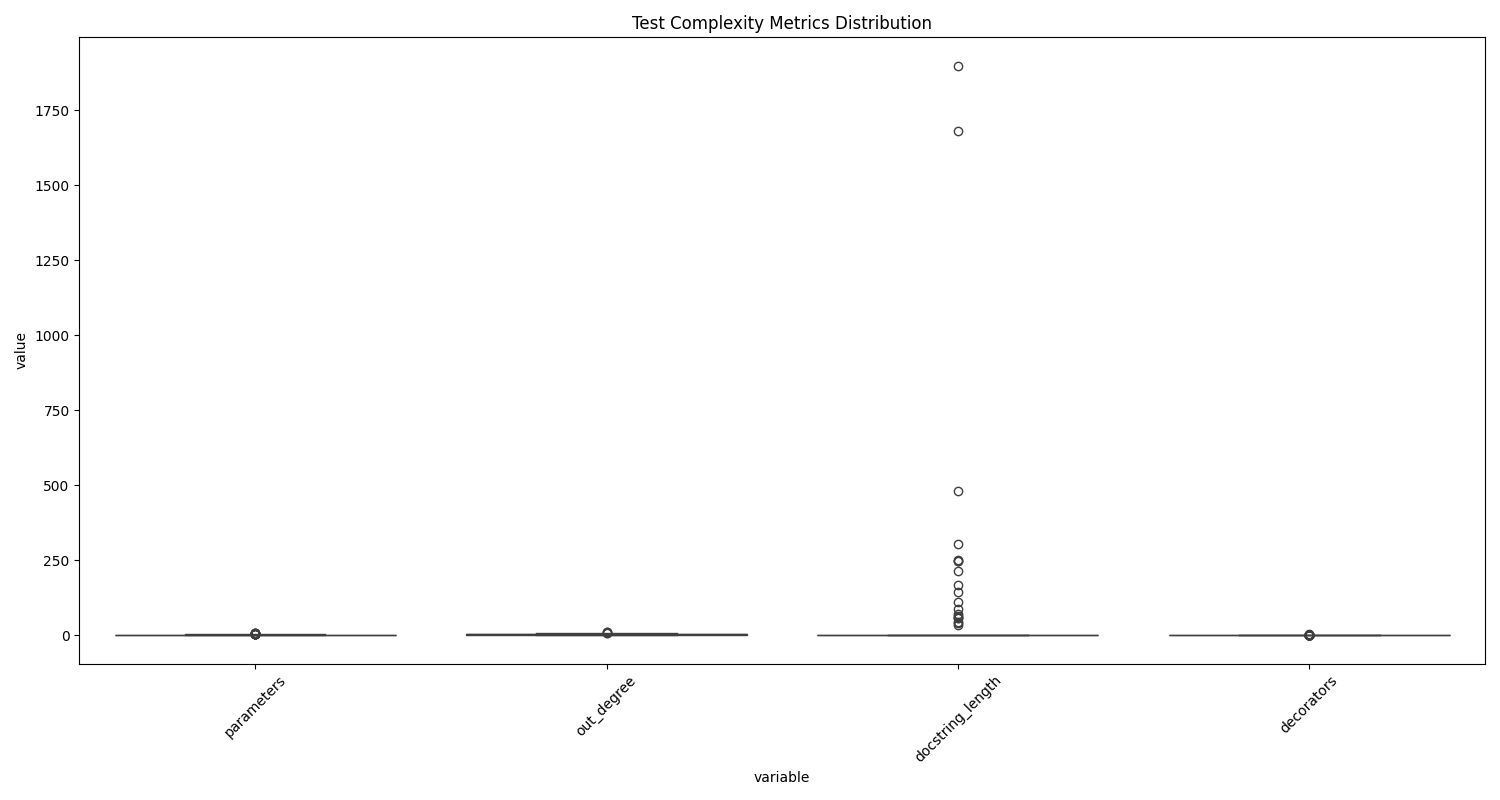 Test Complexity Metrics Distribution
1750
1500
1250
1000
750
500
250
0
value
parameters
out_degree
docstring_length
decorators
variable